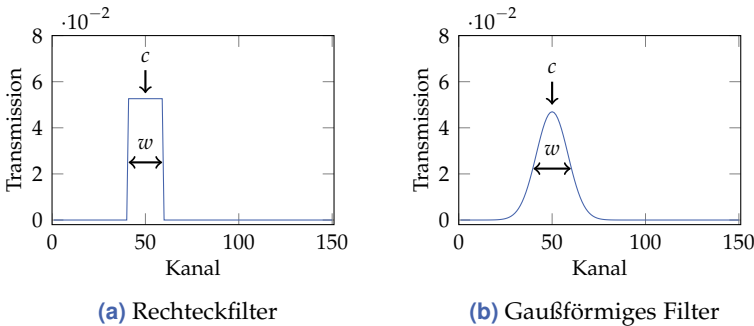 ·10⁻²
8
6
4
2
0
Transmission
c
w
0
50
100
150
Kanal
(a) Rechteckfilter
·10⁻²
8
6
4
2
0
Transmission
c
w
0
50
100
150
Kanal
(b) Gaußförmiges Filter